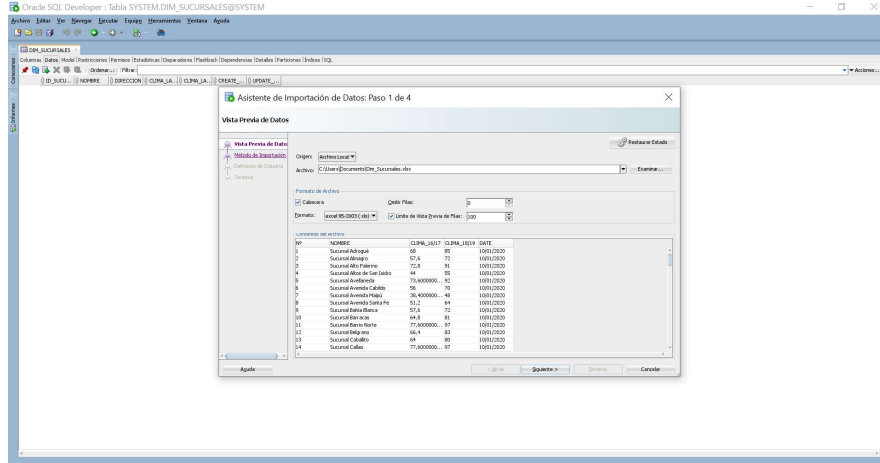 Oracle SQL Developer : Tabla SYSTEM.DIM_SUCURSALES@SYSTEM
Archivo Editar Ver Navegar Ejecutar Equipo Herramientas Ventana Ayuda
DIM_SUCURSALES
Columnas Datos Model Restricciones Permisos Estadísticas Disparadores Flashback Dependencias Detalles Particiones Índices SQL
Ordenar... Filtrar: Acciones...
ID_SUCU... NOMBRE DIRECCION CLIMA_LA... CLIMA_LA... CREATE_... UPDATE_...
Conexiones
Informes
Asistente de Importación de Datos: Paso 1 de 4
Vista Previa de Datos
Restaurar Estado
Vista Previa de Dato
Método de Importación
Definición de Columna
Terminar
Origen: Archivo Local
Archivo: C:\Users\Documents\Dim_Sucursales.xlsx Examinar...
Formato de Archivo
Cabecera Omitir Filas: 0
Formato: excel 95-2003 (xls) Límite de Vista Previa de Filas: 100
Contenido del Archivo
Nº NOMBRE CLIMA_16/17 CLIMA_18/19 DATE
1 Sucursal Adrogué 68 85 10/01/2020
2 Sucursal Almagro 57,6 72 10/01/2020
3 Sucursal Alto Palermo 72,8 91 10/01/2020
4 Sucursal Altos de San Isidro 44 55 10/01/2020
5 Sucursal Avellaneda 73,6000000... 92 10/01/2020
6 Sucursal Avenida Cabildo 56 70 10/01/2020
7 Sucursal Avenida Maipú 38,4000000... 48 10/01/2020
8 Sucursal Avenida Santa Fe 51,2 64 10/01/2020
9 Sucursal Bahía Blanca 57,6 72 10/01/2020
10 Sucursal Barracas 64,8 81 10/01/2020
11 Sucursal Barrio Norte 77,6000000... 97 10/01/2020
12 Sucursal Belgrano 66,4 83 10/01/2020
13 Sucursal Caballito 64 80 10/01/2020
14 Sucursal Callao 77,6000000... 97 10/01/2020
Ayuda < Atrás Siguiente > Terminar Cancelar